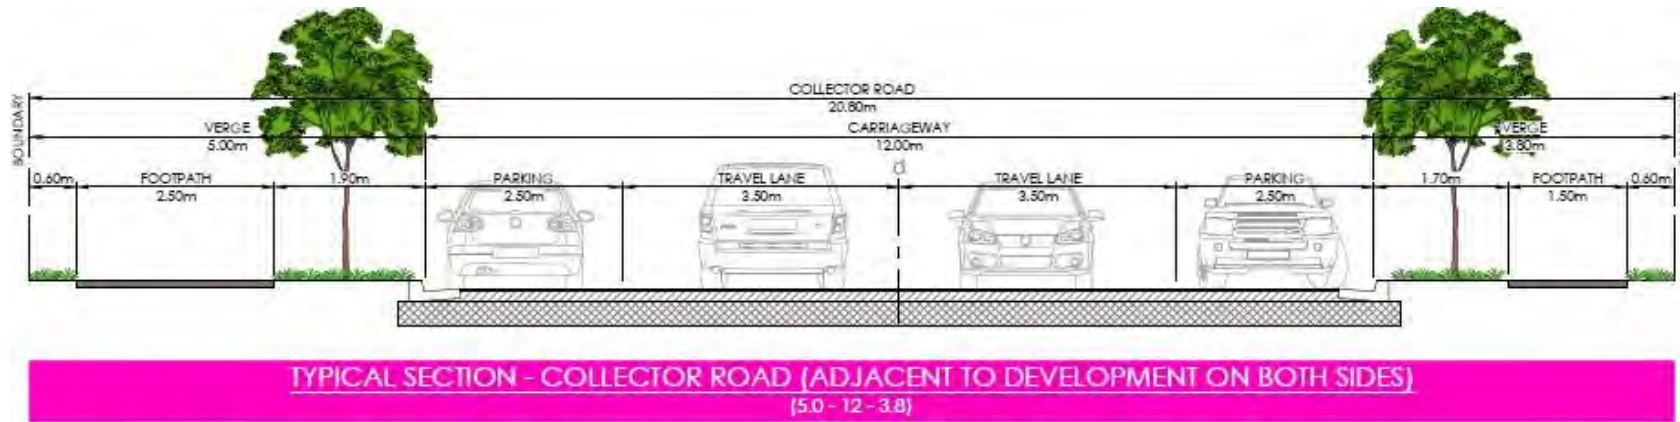 COLLECTOR ROAD
20.80m
BOUNDARY
VERGE
5.00m
CARRIAGEWAY
12.00m
VERGE
3.80m
0.60m
FOOTPATH
2.50m
1.90m
PARKING
2.50m
TRAVEL LANE
3.50m
TRAVEL LANE
3.50m
PARKING
2.50m
1.70m
FOOTPATH
1.50m
0.60m
TYPICAL SECTION - COLLECTOR ROAD (ADJACENT TO DEVELOPMENT ON BOTH SIDES)
(5.0 - 12 - 3.8)